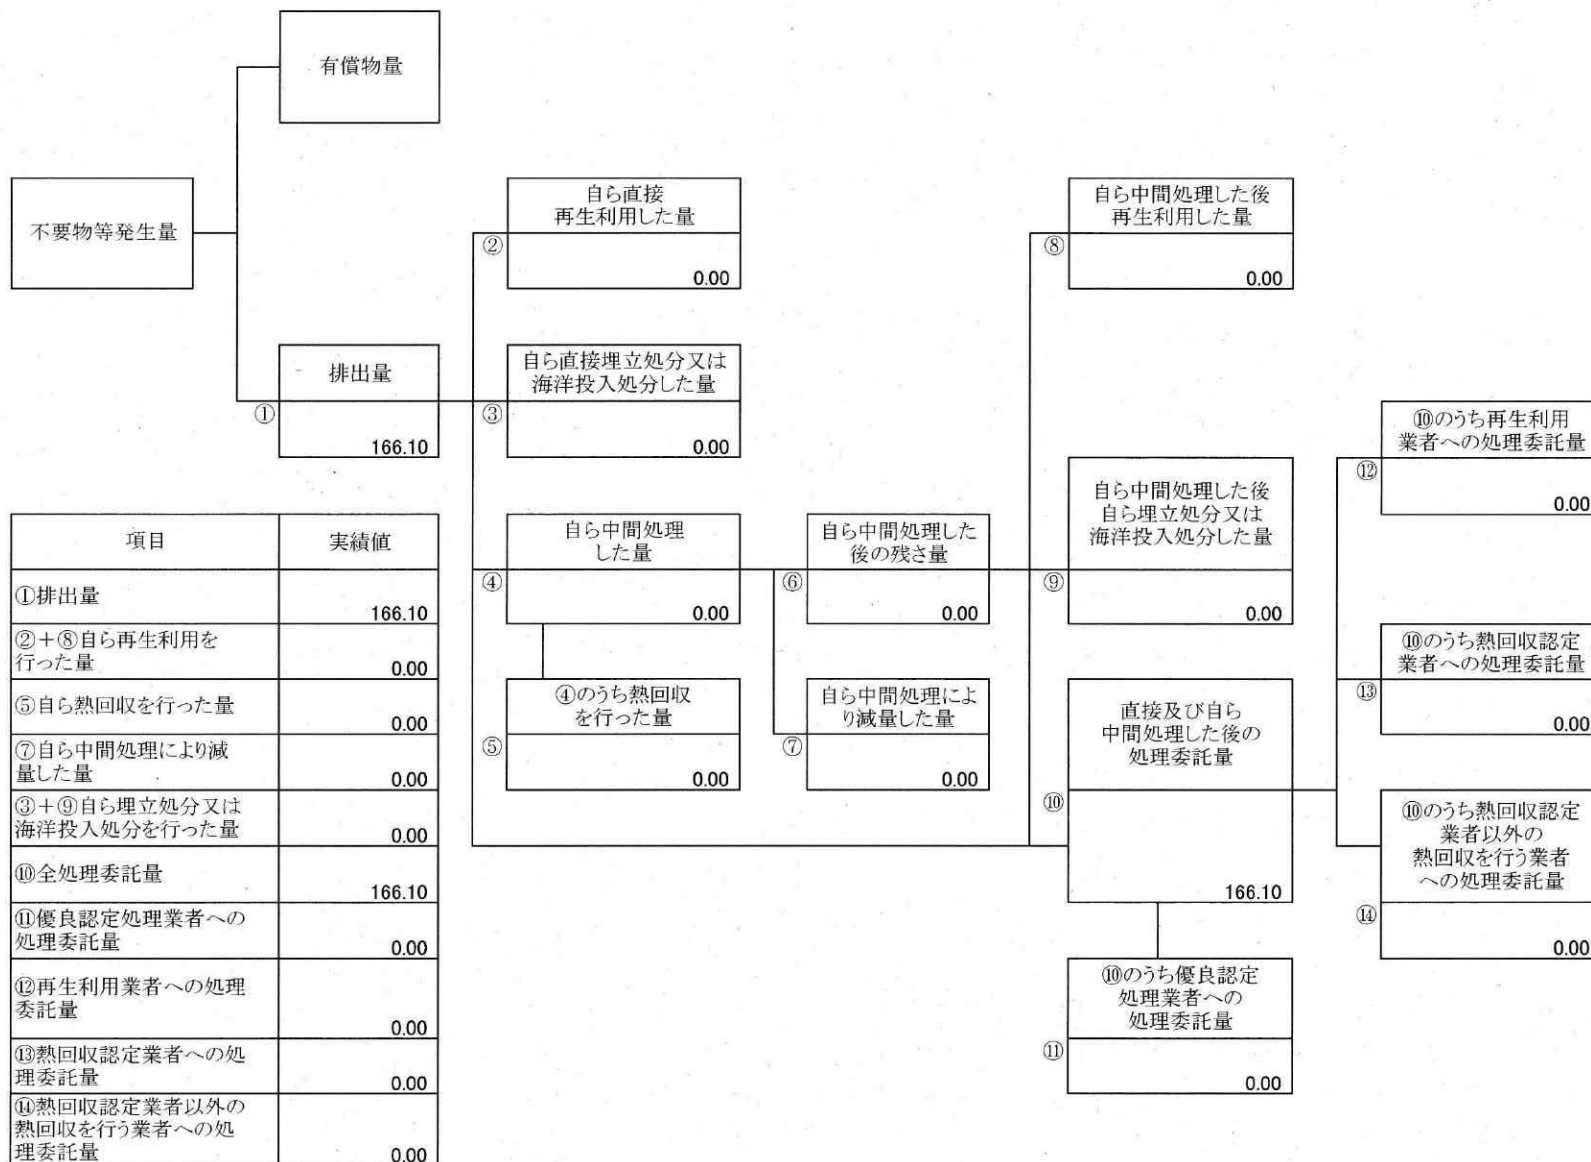 有償物量
不要物等発生量
自ら直接
再生利用した量
②
0.00
自ら中間処理した後
再生利用した量
⑧
0.00
排出量
①
166.10
自ら直接埋立処分又は
海洋投入処分した量
③
0.00
⑩のうち再生利用
業者への処理委託量
⑫
0.00
自ら中間処理
した量
④
0.00
自ら中間処理した
後の残さ量
⑥
0.00
自ら中間処理した後
自ら埋立処分又は
海洋投入処分した量
⑨
0.00
⑩のうち熱回収認定
業者への処理委託量
⑬
0.00
④のうち熱回収
を行った量
⑤
0.00
自ら中間処理によ
り減量した量
⑦
0.00
直接及び自ら
中間処理した後の
処理委託量
⑩
166.10
⑩のうち熱回収認定
業者以外の
熱回収を行う業者
への処理委託量
⑭
0.00
⑩のうち優良認定
処理業者への
処理委託量
⑪
0.00
項目 実績値
①排出量
166.10
②+⑧自ら再生利用を
行った量
0.00
⑤自ら熱回収を行った量
0.00
⑦自ら中間処理により減
量した量
0.00
③+⑨自ら埋立処分又は
海洋投入処分を行った量
0.00
⑩全処理委託量
166.10
⑪優良認定処理業者への
処理委託量
0.00
⑫再生利用業者への処理
委託量
0.00
⑬熱回収認定業者への処
理委託量
0.00
⑭熱回収認定業者以外の
熱回収を行う業者への処
理委託量
0.00